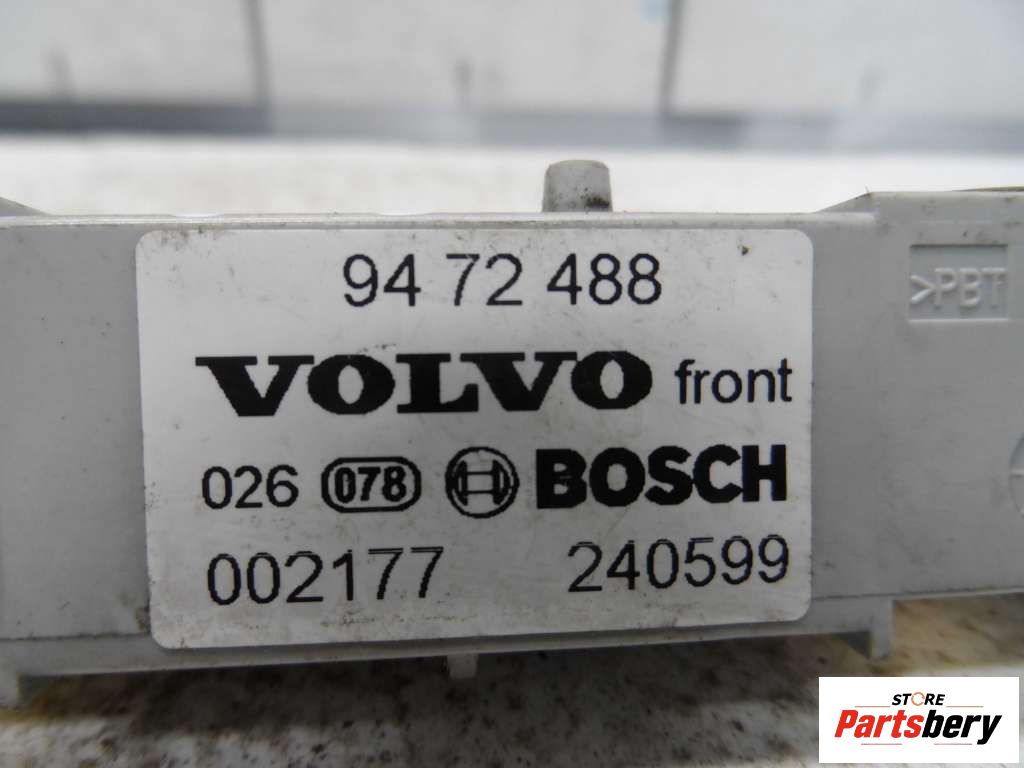 94 72 488
>PBT
VOLVO front
026 078 BOSCH
002177 240599
STORE
Partsbery